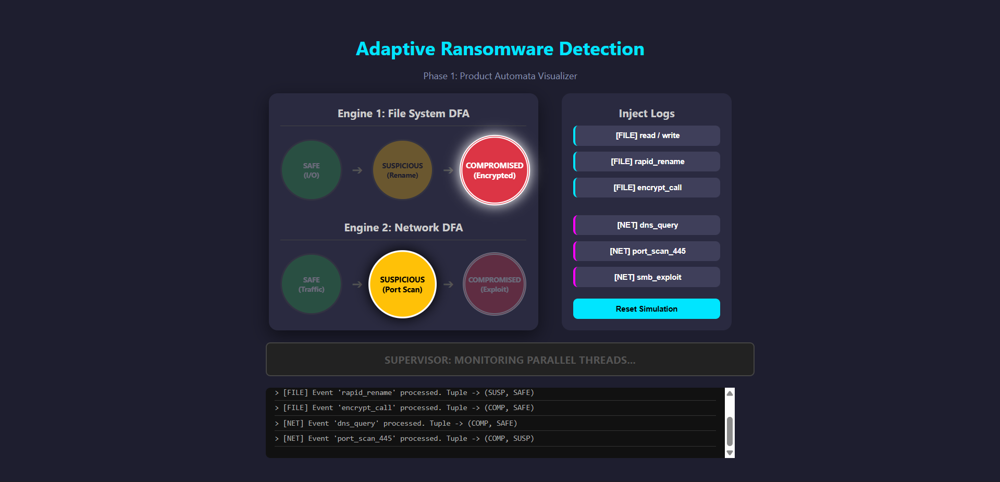 Adaptive Ransomware Detection
Phase 1: Product Automata Visualizer
Engine 1: File System DFA
SAFE
(I/O)
➔
SUSPICIOUS
(Rename)
➔
COMPROMISED
(Encrypted)
Engine 2: Network DFA
SAFE
(Traffic)
➔
SUSPICIOUS
(Port Scan)
➔
COMPROMISED
(Exploit)
Inject Logs
[FILE] read / write
[FILE] rapid_rename
[FILE] encrypt_call
[NET] dns_query
[NET] port_scan_445
[NET] smb_exploit
Reset Simulation
SUPERVISOR: MONITORING PARALLEL THREADS...
> [FILE] Event 'rapid_rename' processed. Tuple -> (SUSP, SAFE)
> [FILE] Event 'encrypt_call' processed. Tuple -> (COMP, SAFE)
> [NET] Event 'dns_query' processed. Tuple -> (COMP, SAFE)
> [NET] Event 'port_scan_445' processed. Tuple -> (COMP, SUSP)